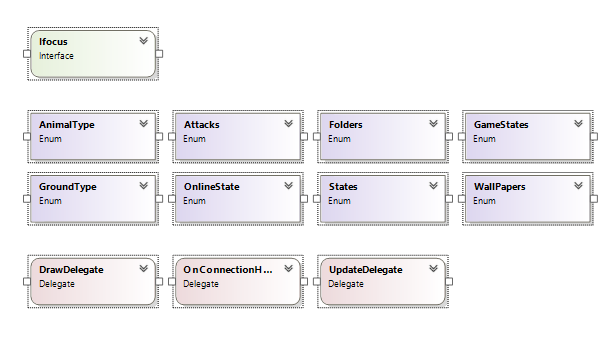 Ifocus
Interface
AnimalType
Enum
Attacks
Enum
Folders
Enum
GameStates
Enum
GroundType
Enum
OnlineState
Enum
States
Enum
WallPapers
Enum
DrawDelegate
Delegate
OnConnectionH...
Delegate
UpdateDelegate
Delegate